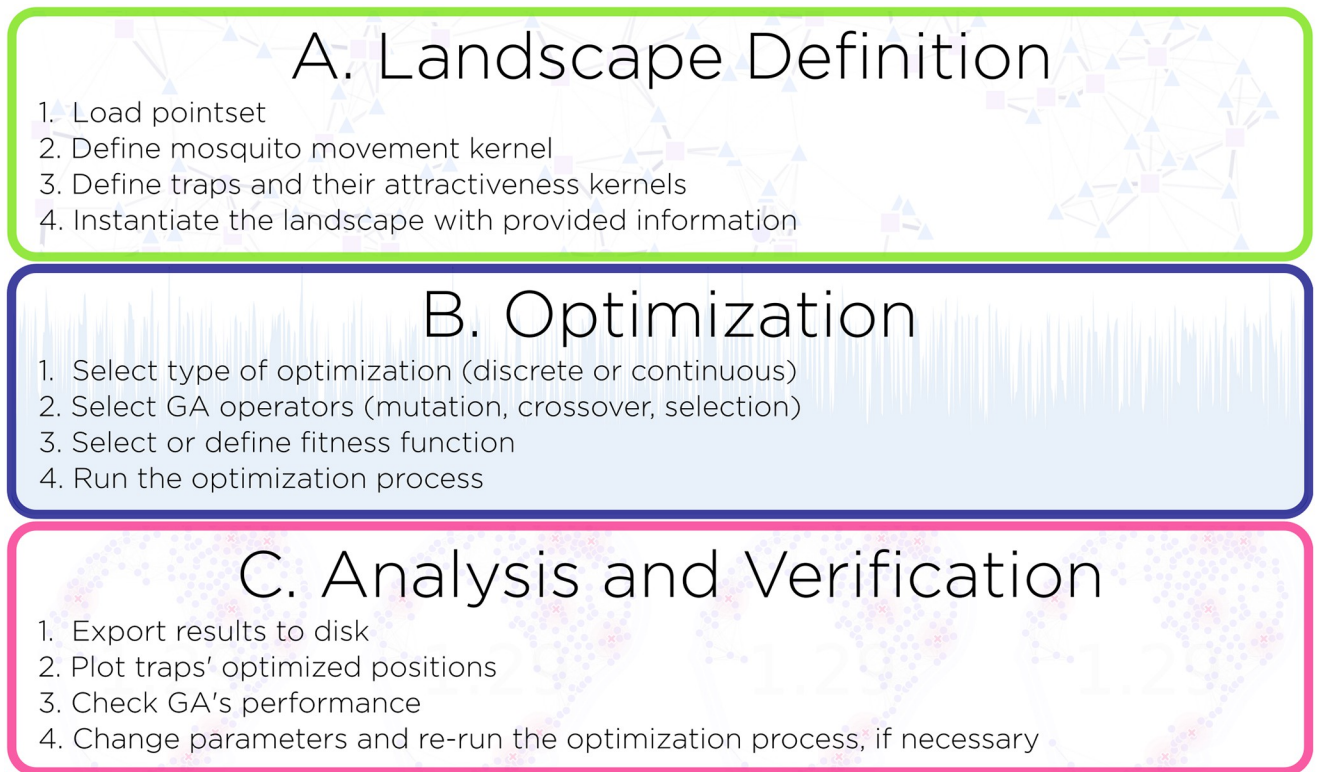 A. Landscape Definition
1. Load pointset
2. Define mosquito movement kernel
3. Define traps and their attractiveness kernels
4. Instantiate the landscape with provided information
B. Optimization
1. Select type of optimization (discrete or continuous)
2. Select GA operators (mutation, crossover, selection)
3. Select or define fitness function
4. Run the optimization process
C. Analysis and Verification
1. Export results to disk
2. Plot traps' optimized positions
3. Check GA's performance
4. Change parameters and re-run the optimization process, if necessary